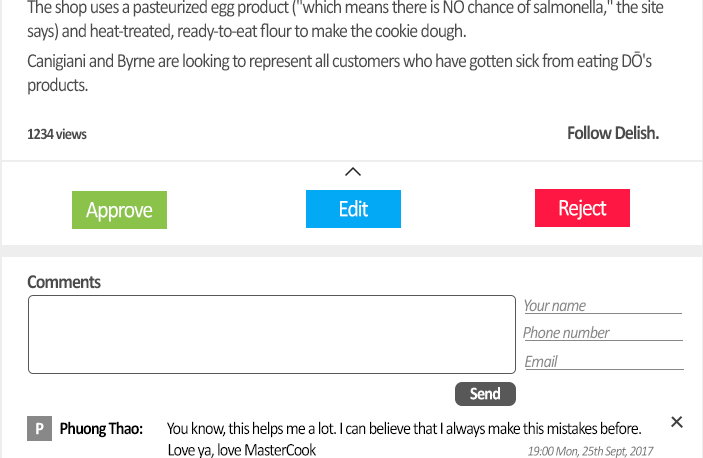 The shop uses a pasteurized egg product ("which means there is NO chance of salmonella," the site
says) and heat-treated, ready-to-eat flour to make the cookie dough.
Canigiani and Byrne are looking to represent all customers who have gotten sick from eating DŌ's
products.
1234 views Follow Delish.
Approve Edit Reject
Comments
Your name
Phone number
Email
Send
P Phuong Thao: You know, this helps me a lot. I can believe that I always make this mistakes before.
Love ya, love MasterCook 19:00 Mon, 25th Sept, 2017